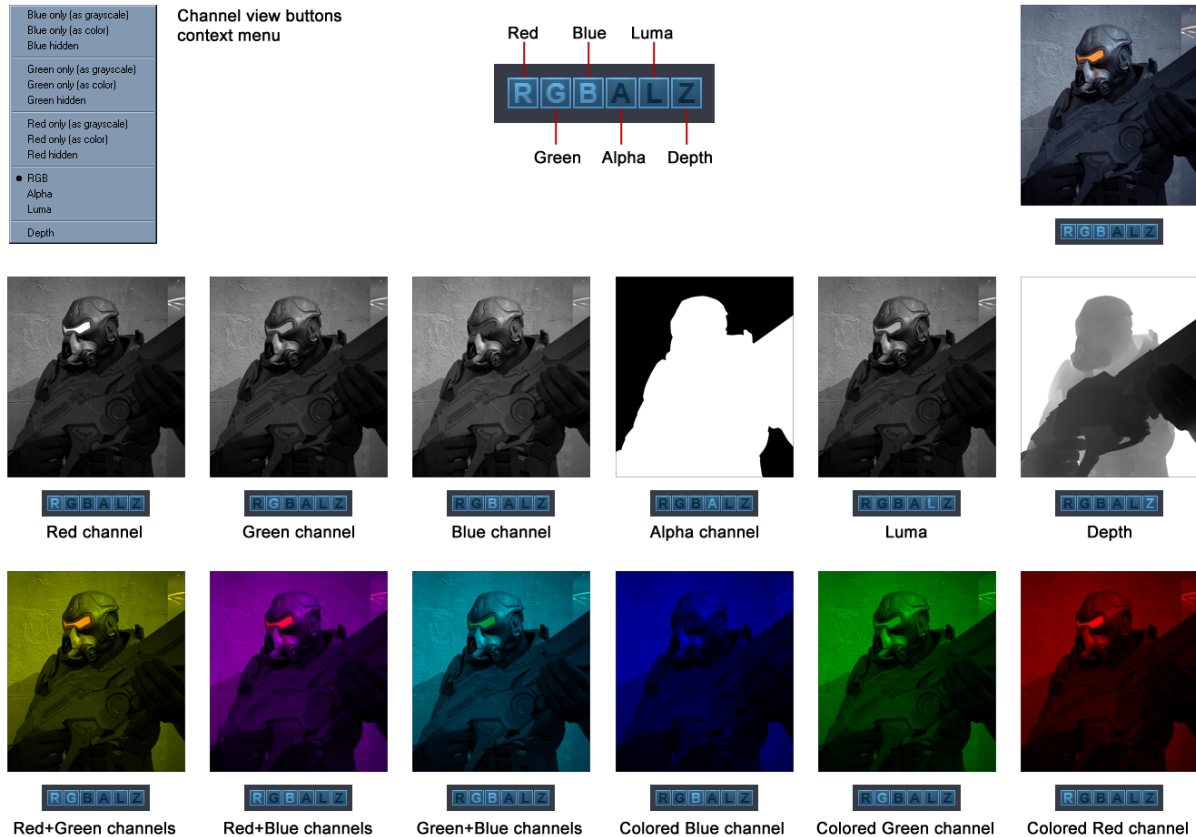 Blue only (as grayscale)
Blue only (as color)
Blue hidden
Green only (as grayscale)
Green only (as color)
Green hidden
Red only (as grayscale)
Red only (as color)
Red hidden
RGB
Alpha
Luma
Depth
Channel view buttons
context menu
Red Blue Luma
RGBALZ
Green Alpha Depth
RGBALZ
RGBALZ RGBALZ RGBALZ RGBALZ RGBALZ RGBALZ
Red channel Green channel Blue channel Alpha channel Luma Depth
RGBALZ RGBALZ RGBALZ RGBALZ RGBALZ RGBALZ
Red+Green channels Red+Blue channels Green+Blue channels Colored Blue channel Colored Green channel Colored Red channel